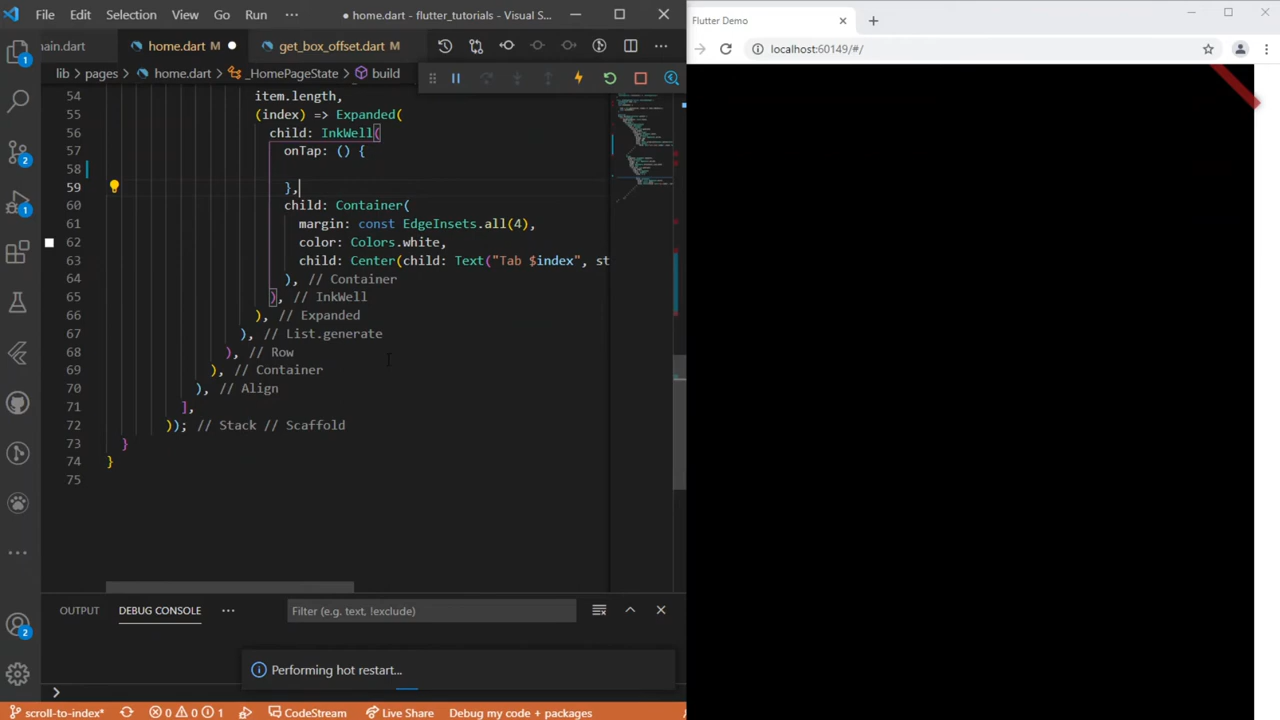 File Edit Selection View Go Run ··· ● home.dart - flutter_tutorials - Visual S...
Flutter Demo
ain.dart home.dart M ● get_box_offset.dart M
localhost:60149/#/
lib > pages > home.dart > _HomePageState > build
54 item.length,
55 (index) => Expanded(
56 child: InkWell(
57 onTap: () {
58
59 },
60 child: Container(
61 margin: const EdgeInsets.all(4),
62 color: Colors.white,
63 child: Center(child: Text("Tab $index", st
64 ), // Container
65 ), // InkWell
66 ), // Expanded
67 ), // List.generate
68 ), // Row
69 ), // Container
70 ), // Align
71 ],
72 )); // Stack // Scaffold
73 }
74 }
75
1
2
1
2
OUTPUT DEBUG CONSOLE ··· Filter (e.g. text, !exclude)
Performing hot restart...
scroll-to-index* 0 0 1 CodeStream Live Share Debug my code + packages